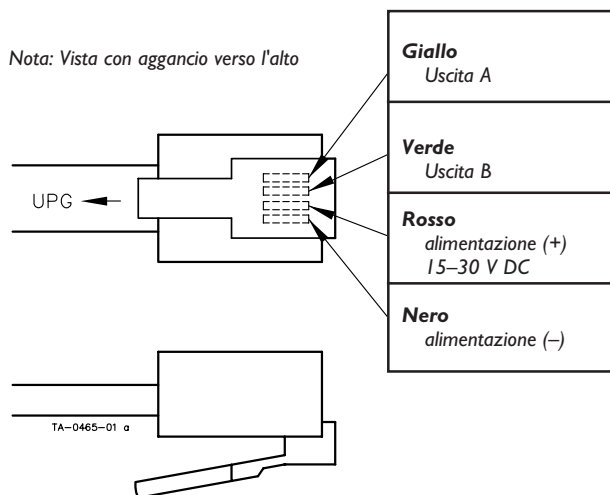 Nota: Vista con aggancio verso l'alto
Giallo
Uscita A
Verde
Uscita B
Rosso
alimentazione (+)
15–30 V DC
Nero
alimentazione (–)
UPG
TA-0465-01 a